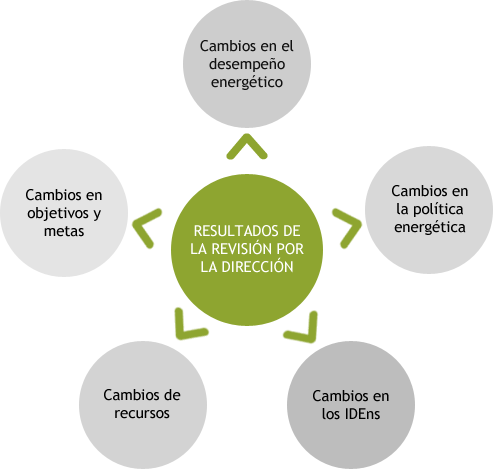 Cambios en el
desempeño
energético
Cambios en
objetivos y
metas
Cambios en
la política
energética
RESULTADOS DE
LA REVISIÓN POR
LA DIRECCIÓN
Cambios de
recursos
Cambios en
los IDEns